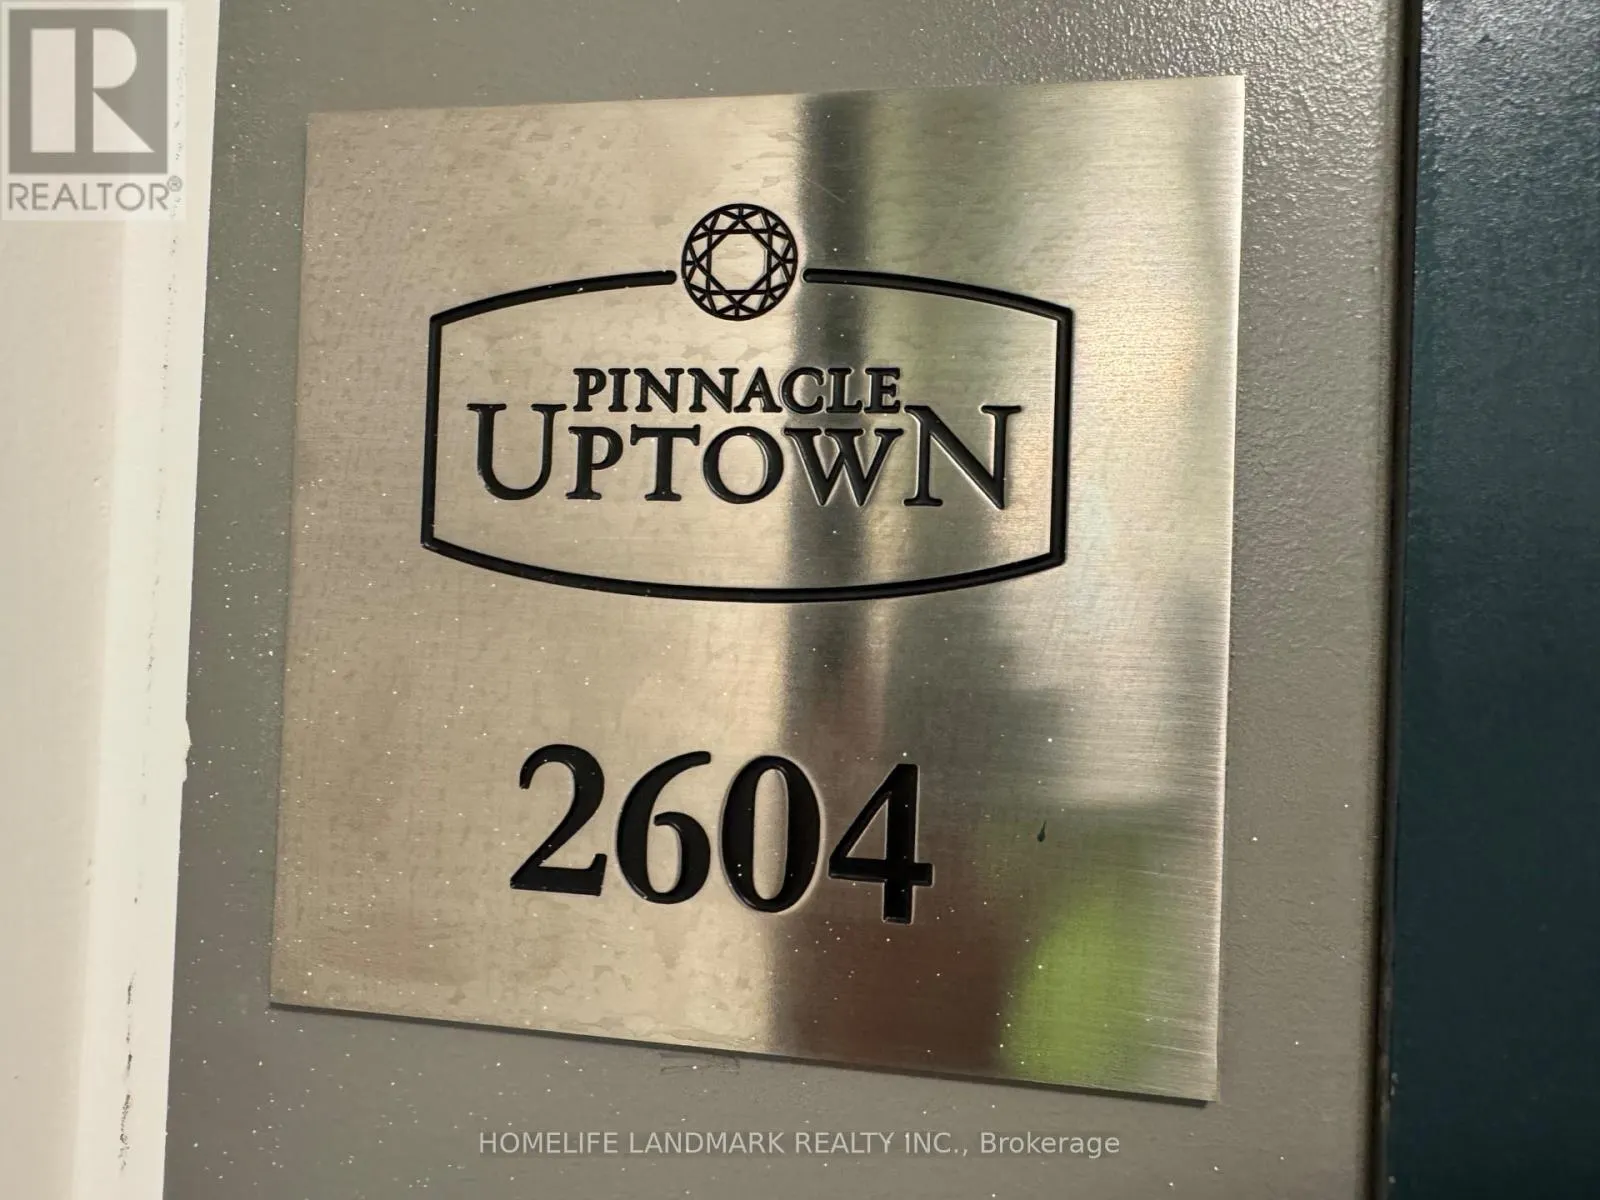 REALTOR®
PINNACLE
UPTOWN
2604
HOMELIFE LANDMARK REALTY INC., Brokerage